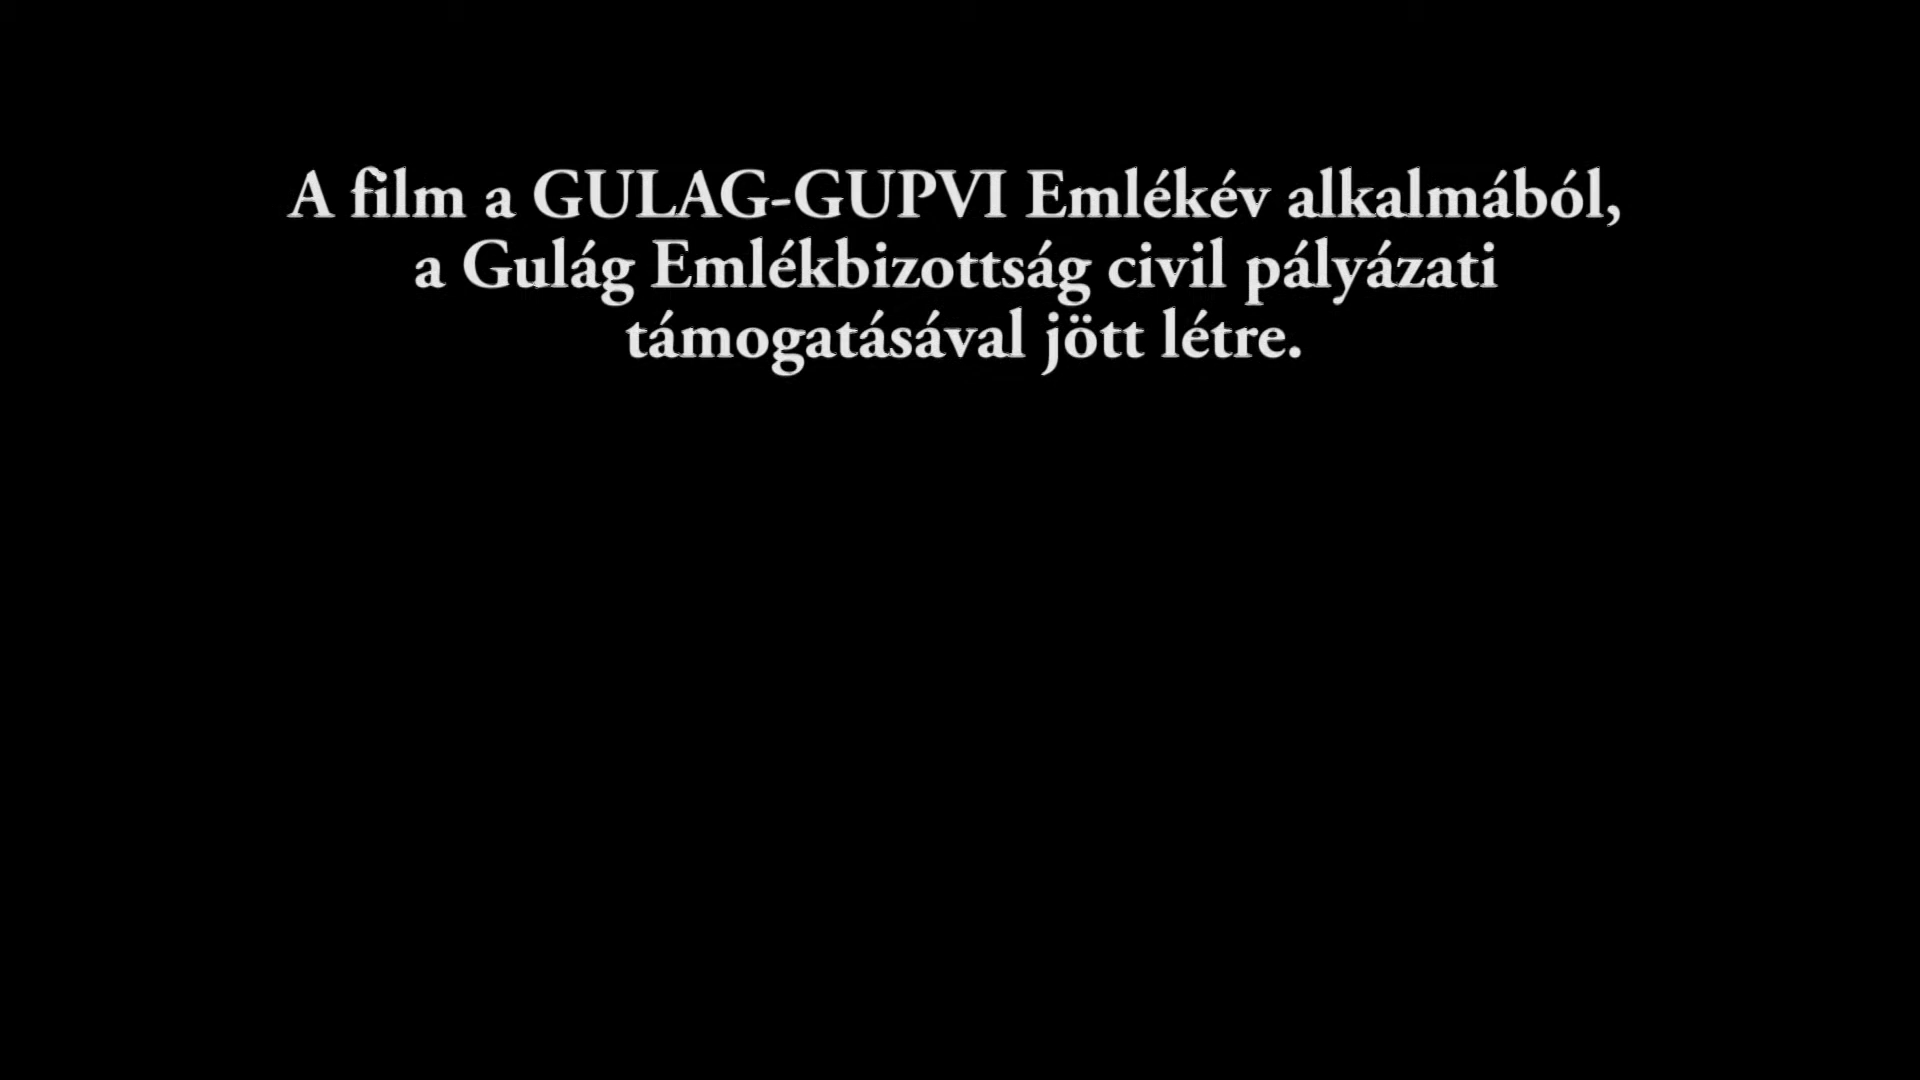 A film a GULAG-GUPVI Emlékév alkalmából,
a Gulág Emlékbizottság civil pályázati
támogatásával jött létre.